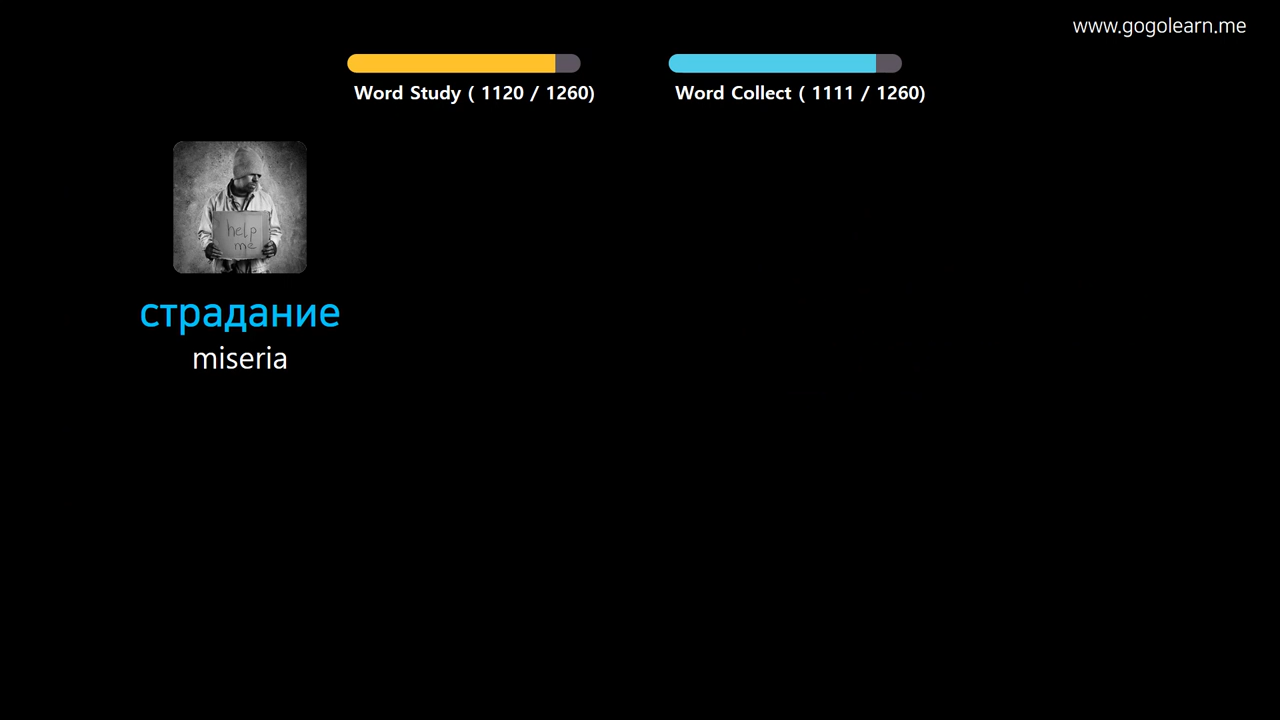 www.gogolearn.me
Word Study ( 1120 / 1260)
Word Collect ( 1111 / 1260)
help
me
страдание
miseria